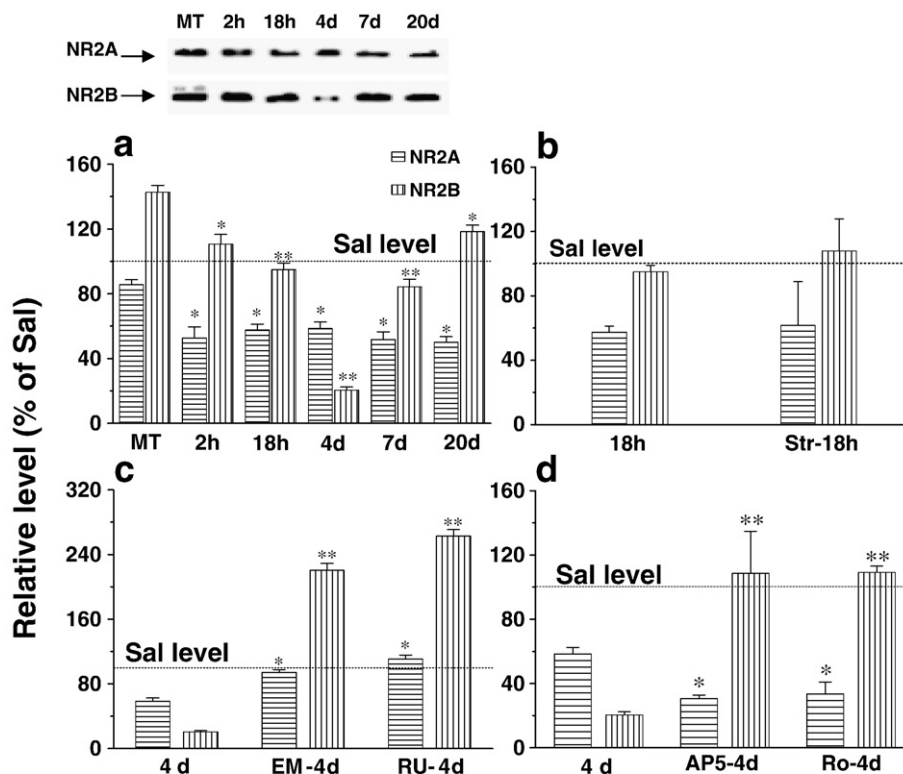 MT 2h 18h 4d 7d 20d
NR2A
NR2B
a
160
120
80
40
0
NR2A
NR2B
Sal level
*
*
**
*
*
**
*
**
*
*
MT 2h 18h 4d 7d 20d
b
160
120
80
40
0
Sal level
18h Str-18h
Relative level (% of Sal)
c
320
240
160
80
0
Sal level
*
**
*
**
4 d EM-4d RU-4d
d
160
120
80
40
0
Sal level
*
**
*
**
4 d AP5-4d Ro-4d